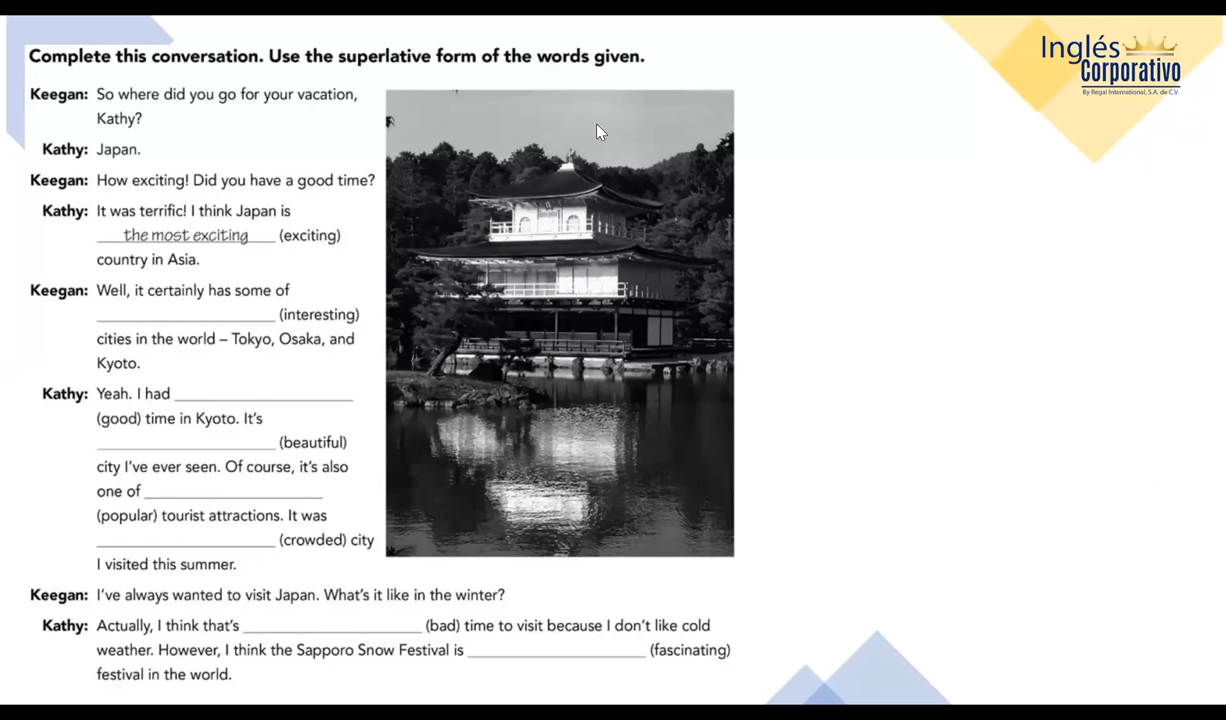 Complete this conversation. Use the superlative form of the words given.
Inglés
Corporativo
By Regal International, S.A. de C.V.
Keegan: So where did you go for your vacation,
Kathy?
Kathy: Japan.
Keegan: How exciting! Did you have a good time?
Kathy: It was terrific! I think Japan is
the most exciting (exciting)
country in Asia.
Keegan: Well, it certainly has some of
(interesting)
cities in the world – Tokyo, Osaka, and
Kyoto.
Kathy: Yeah. I had
(good) time in Kyoto. It's
(beautiful)
city I've ever seen. Of course, it's also
one of
(popular) tourist attractions. It was
(crowded) city
I visited this summer.
Keegan: I've always wanted to visit Japan. What's it like in the winter?
Kathy: Actually, I think that's (bad) time to visit because I don't like cold
weather. However, I think the Sapporo Snow Festival is (fascinating)
festival in the world.